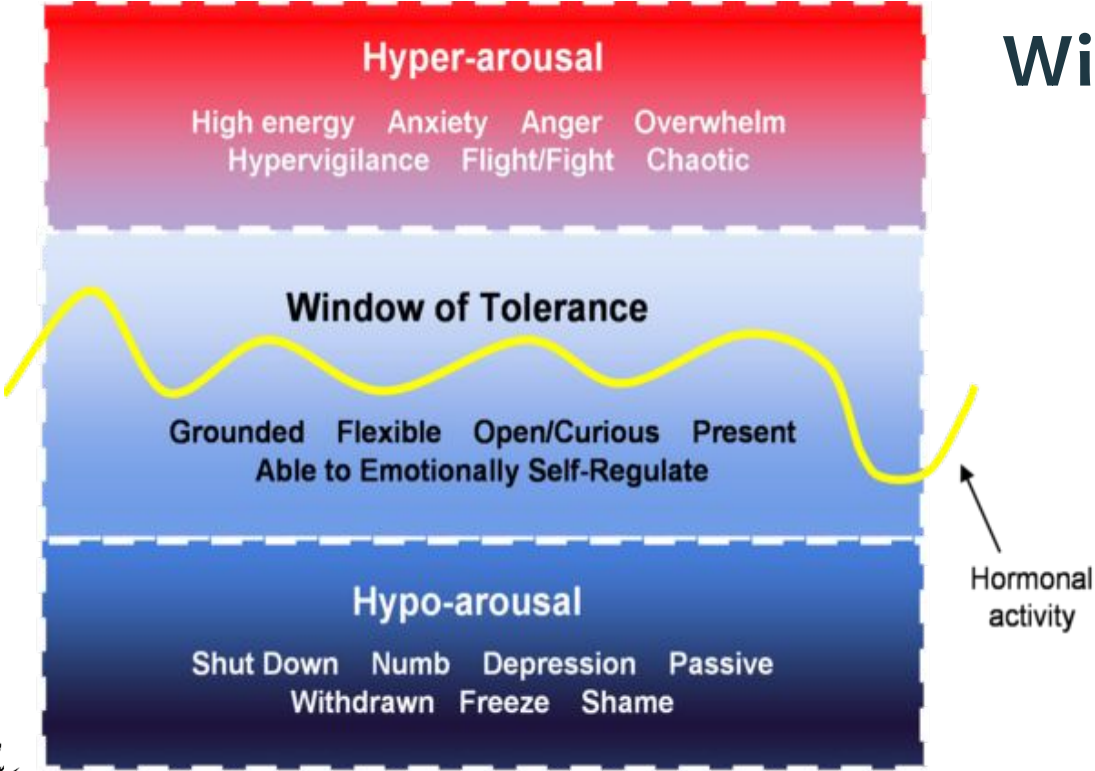 Wi
Hyper-arousal
High energy Anxiety Anger Overwhelm
Hypervigilance Flight/Fight Chaotic
Window of Tolerance
Grounded Flexible Open/Curious Present
Able to Emotionally Self-Regulate
Hormonal
activity
Hypo-arousal
Shut Down Numb Depression Passive
Withdrawn Freeze Shame